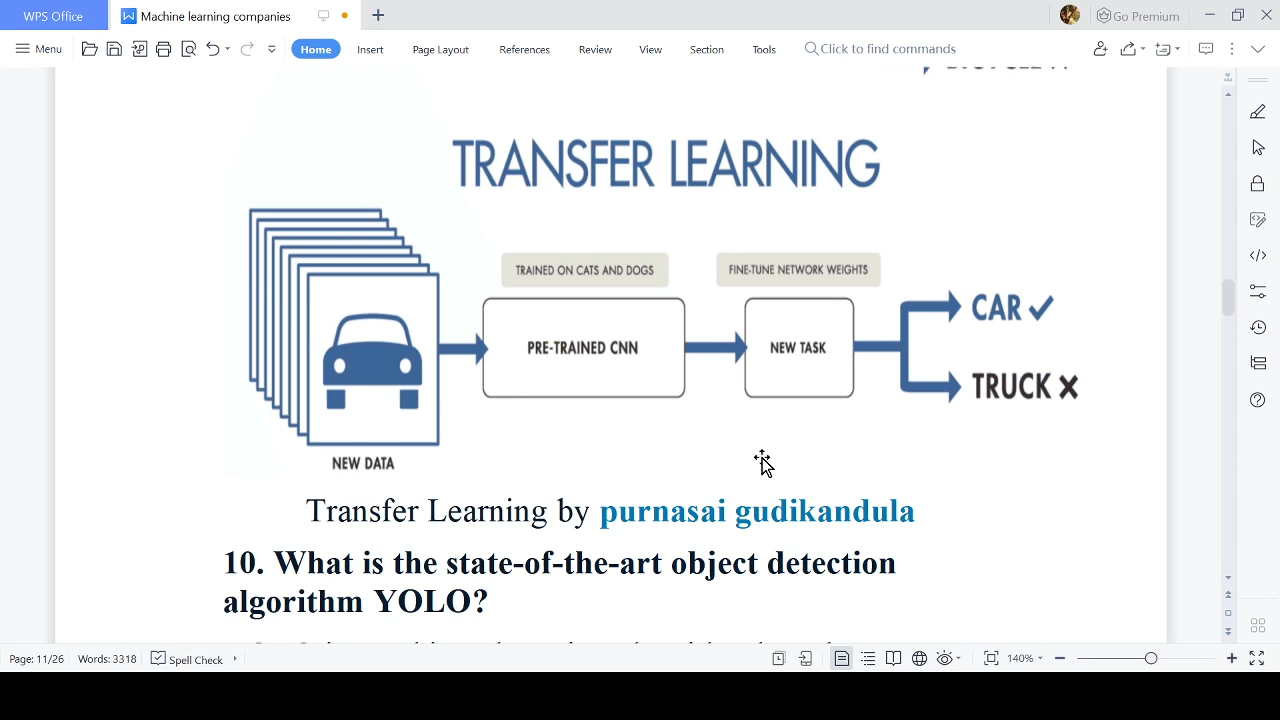 WPS Office
Machine learning companies
Go Premium
Menu
Home
Insert
Page Layout
References
Review
View
Section
Tools
Click to find commands
TRANSFER LEARNING
TRAINED ON CATS AND DOGS
FINE-TUNE NETWORK WEIGHTS
PRE-TRAINED CNN
NEW TASK
CAR
TRUCK
NEW DATA
Transfer Learning by purnasai gudikandula
10. What is the state-of-the-art object detection
algorithm YOLO?
Page: 11/26
Words: 3318
Spell Check
140%